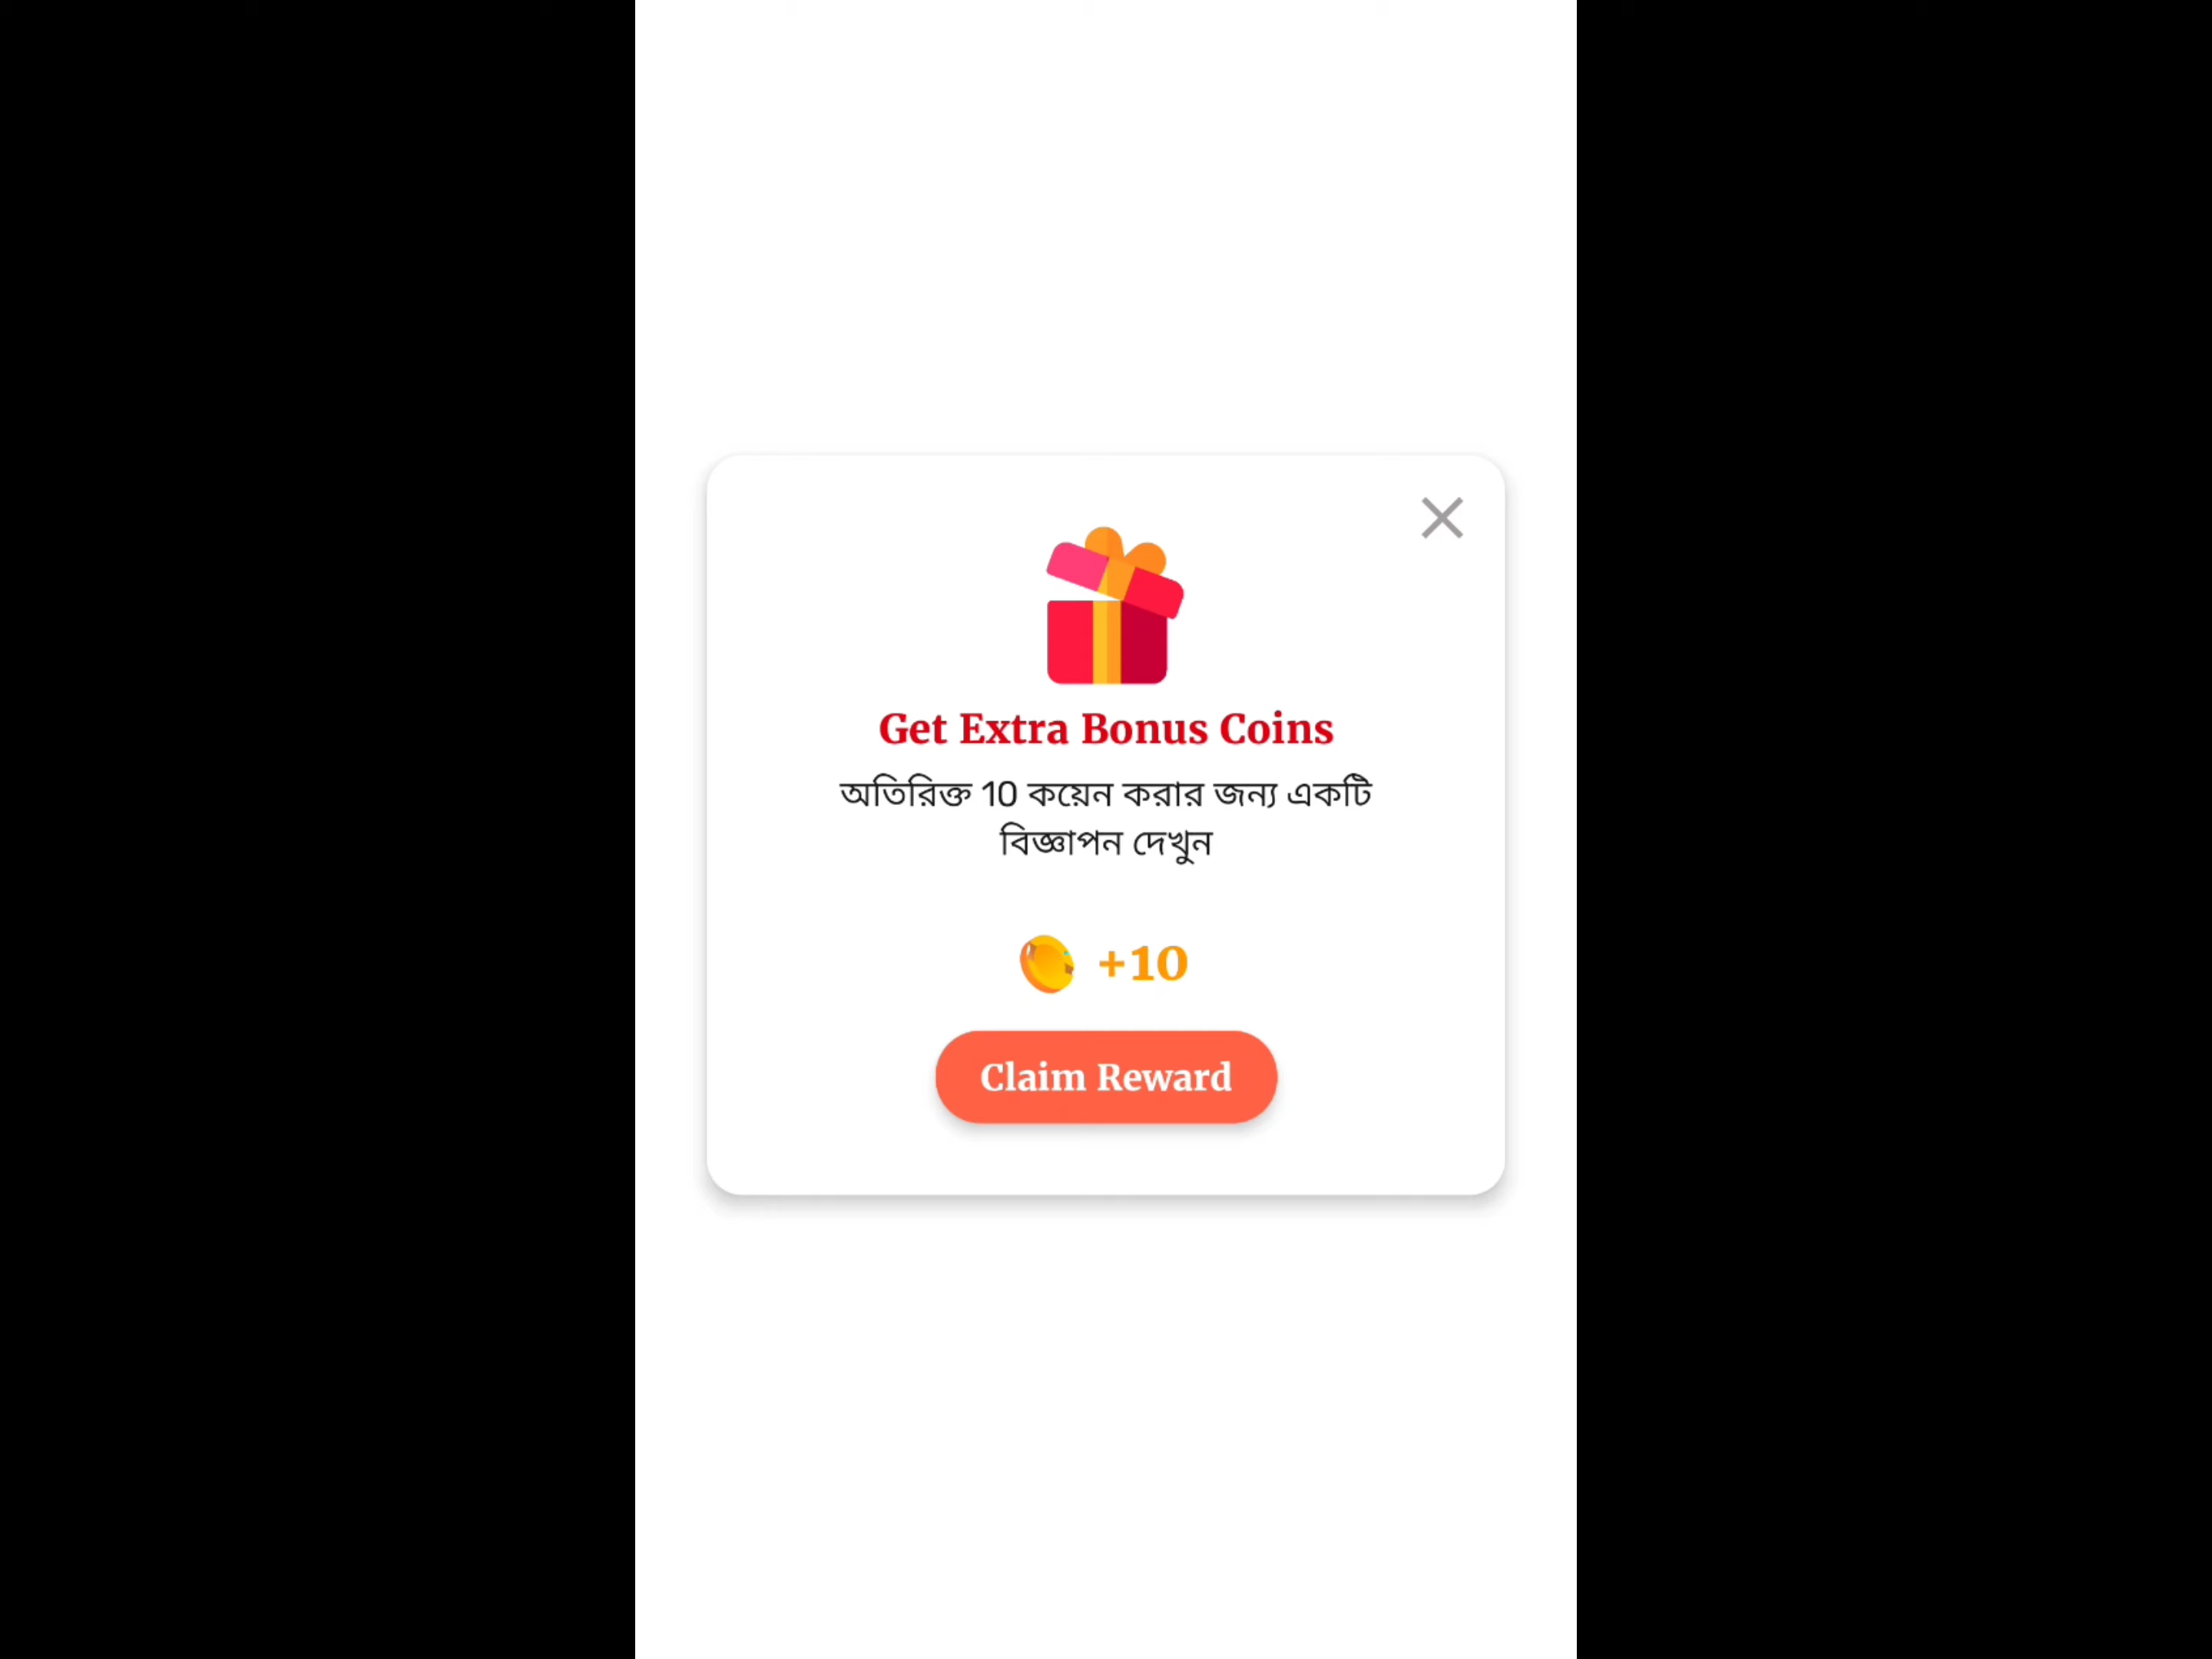 Get Extra Bonus Coins
অতিরিক্ত 10 কয়েন করার জন্য একটি
বিজ্ঞাপন দেখুন
+10
Claim Reward